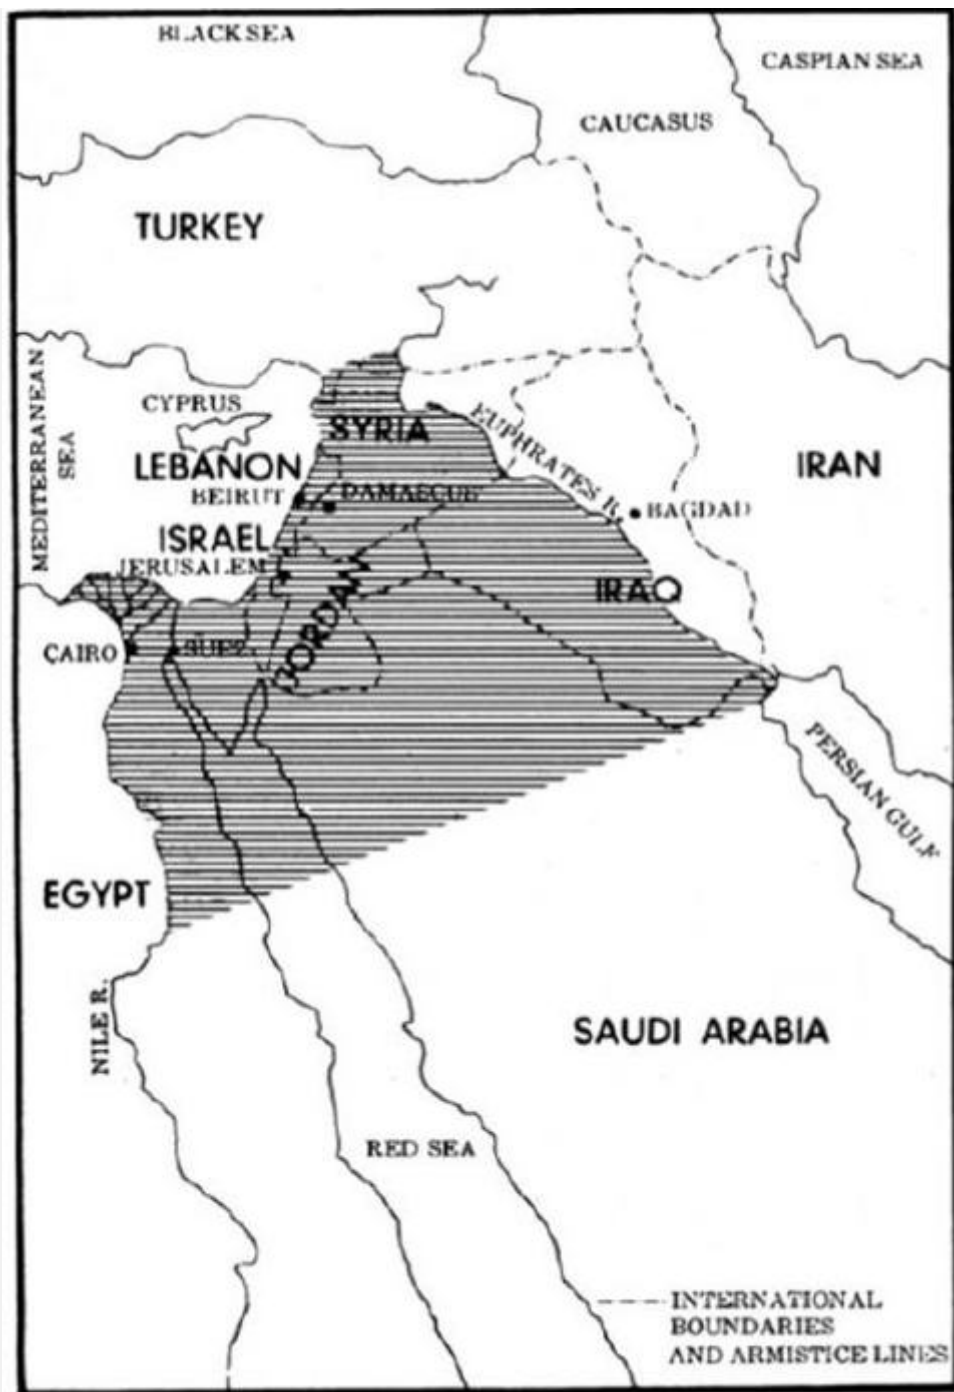 BLACK SEA
CASPIAN SEA
CAUCASUS
TURKEY
MEDITERRANEAN
SEA
CYPRUS
SYRIA
EUPHRATES R.
LEBANON
IRAN
BEIRUT
DAMAECUS
BAGDAD
ISRAEL
JERUSALEM
IRAQ
JORDAN
CAIRO
SUEZ
PERSIAN GULF
EGYPT
NILE R.
SAUDI ARABIA
RED SEA
INTERNATIONAL
BOUNDARIES
AND ARMISTICE LINES